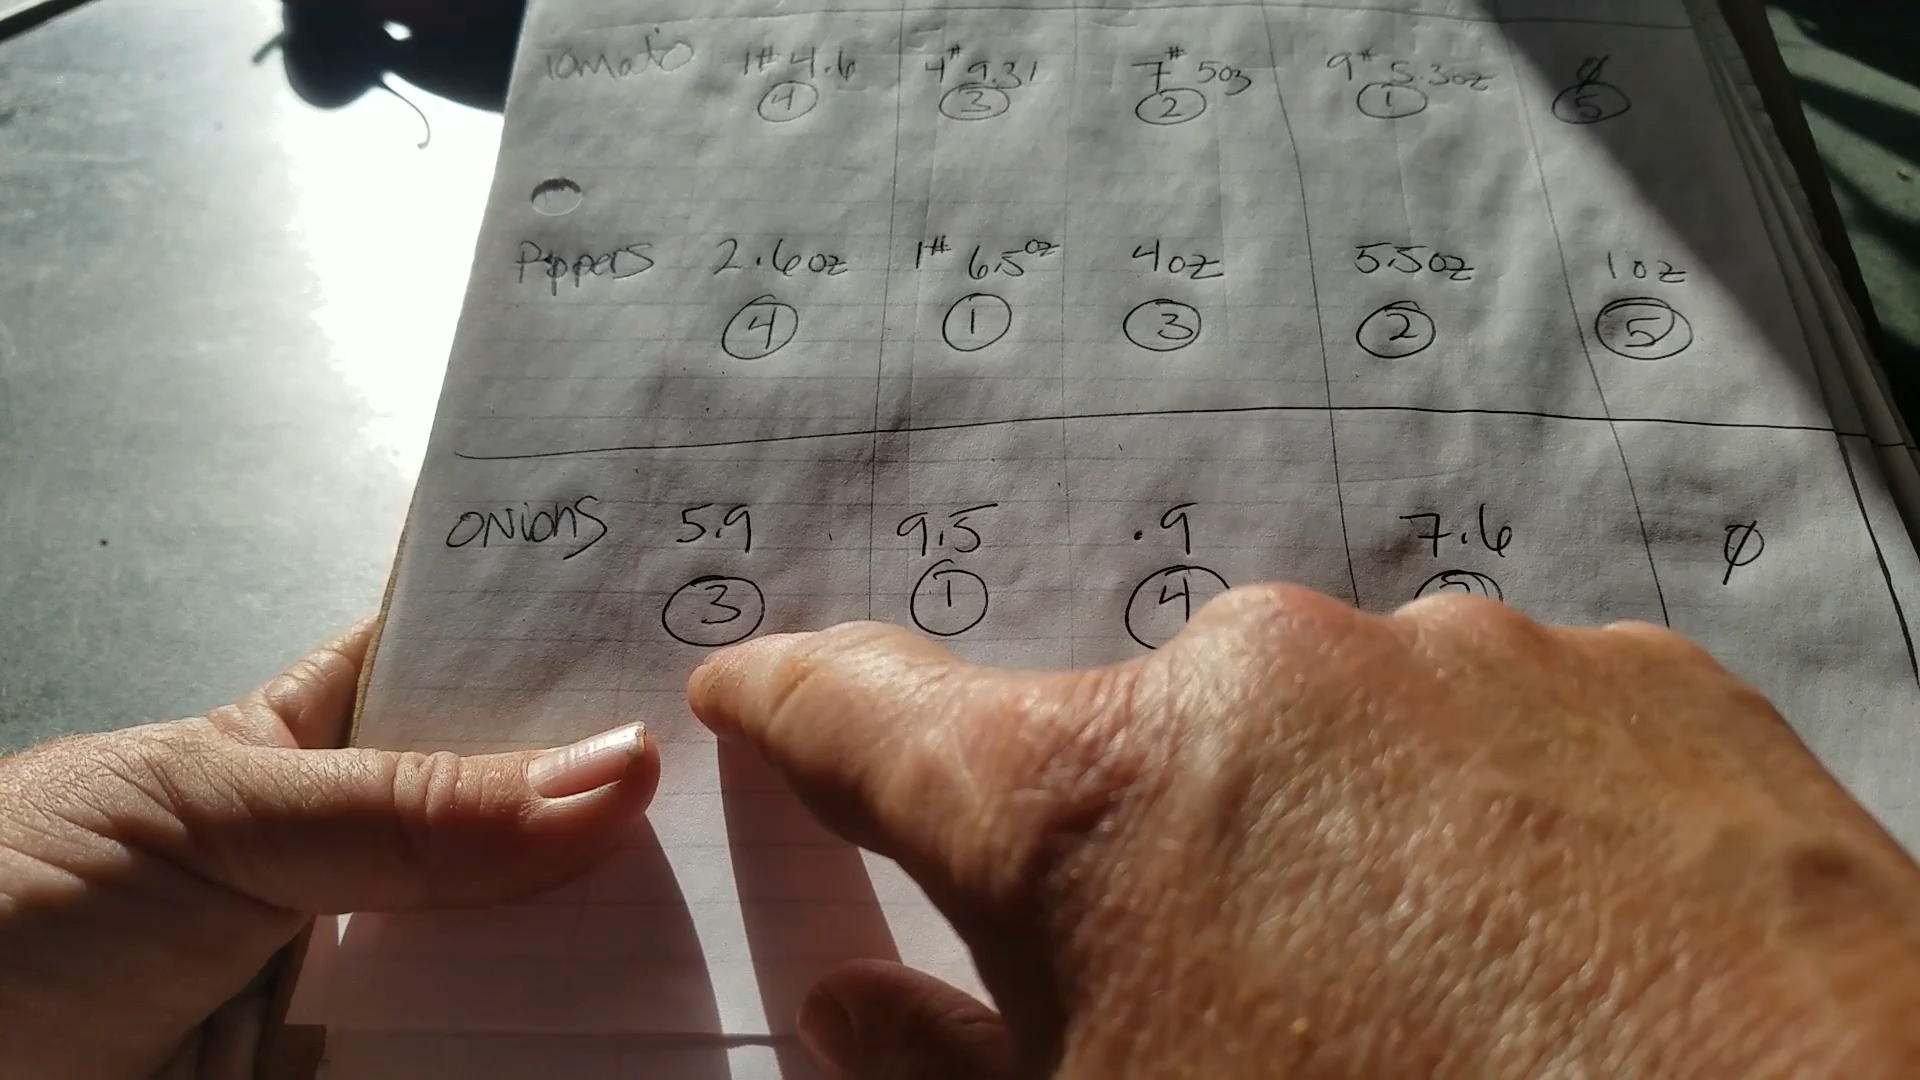 Tomato 1# 4.6 4# 9.31 7# 5oz 9# 5.3oz ∅
4 3 2 1 5
Peppers 2.6oz 1# 6.5oz 4oz 5.5oz 1oz
4 1 3 2 5
ONIONS 5.9 9.5 .9 7.6 ∅
3 1 4